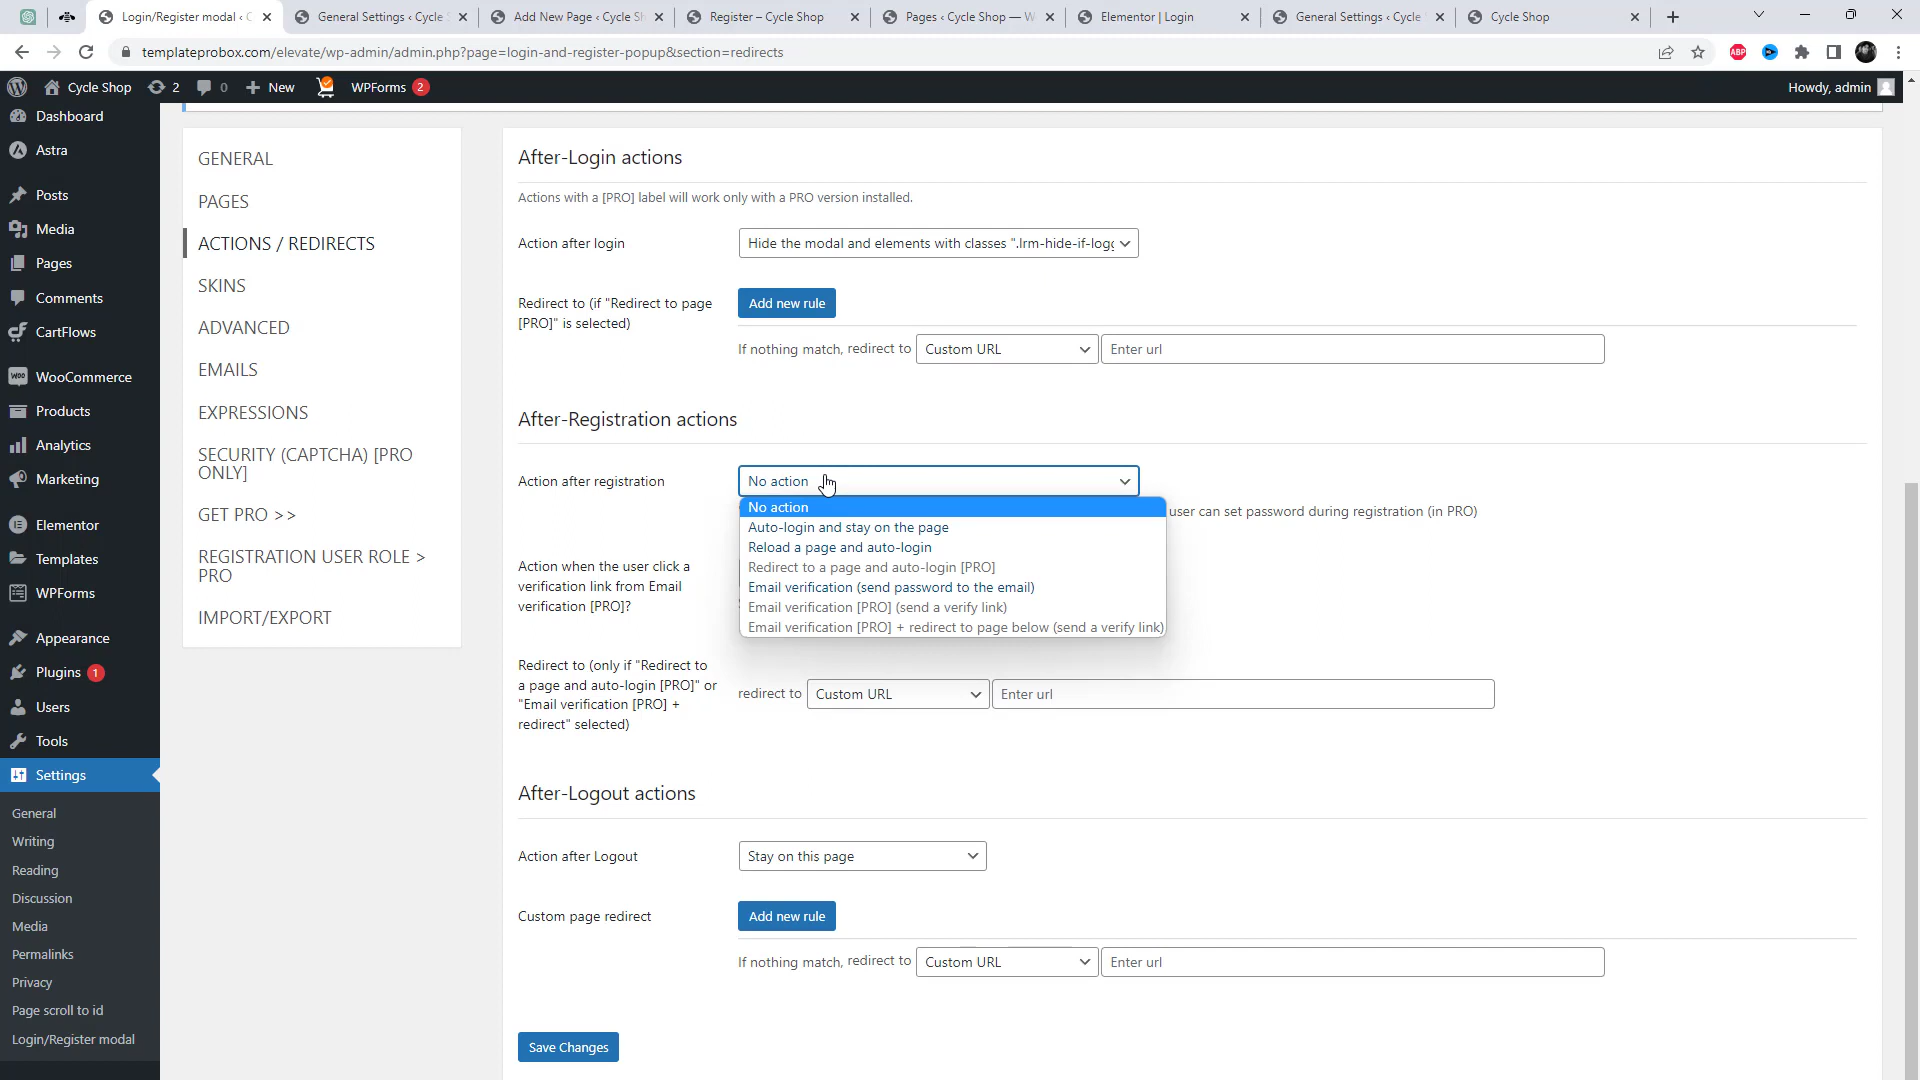 Login/Register modal ‹ C
General Settings ‹ Cycle S
Add New Page ‹ Cycle Sh
Register – Cycle Shop
Pages ‹ Cycle Shop — W
Elementor | Login
General Settings ‹ Cycle
Cycle Shop
templateprobox.com/elevate/wp-admin/admin.php?page=login-and-register-popup&section=redirects
ABP
Cycle Shop
2
0
New
WPForms 2
Howdy, admin
Dashboard
Astra
Posts
Media
Pages
Comments
CartFlows
WooCommerce
Products
Analytics
Marketing
Elementor
Templates
WPForms
Appearance
Plugins 1
Users
Tools
Settings
General
Writing
Reading
Discussion
Media
Permalinks
Privacy
Page scroll to id
Login/Register modal
GENERAL
PAGES
ACTIONS / REDIRECTS
SKINS
ADVANCED
EMAILS
EXPRESSIONS
SECURITY (CAPTCHA) [PRO
ONLY]
GET PRO >>
REGISTRATION USER ROLE >
PRO
IMPORT/EXPORT
After-Login actions
Actions with a [PRO] label will work only with a PRO version installed.
Action after login
Hide the modal and elements with classes ".lrm-hide-if-logg
Redirect to (if "Redirect to page
[PRO]" is selected)
Add new rule
If nothing match, redirect to Custom URL Enter url
After-Registration actions
Action after registration
No action
No action
Auto-login and stay on the page
Reload a page and auto-login
Redirect to a page and auto-login [PRO]
Email verification (send password to the email)
Email verification [PRO] (send a verify link)
Email verification [PRO] + redirect to page below (send a verify link)
user can set password during registration (in PRO)
Action when the user click a
verification link from Email
verification [PRO]?
Redirect to (only if "Redirect to
a page and auto-login [PRO]" or
"Email verification [PRO] +
redirect" selected)
redirect to Custom URL Enter url
After-Logout actions
Action after Logout
Stay on this page
Custom page redirect
Add new rule
If nothing match, redirect to Custom URL Enter url
Save Changes